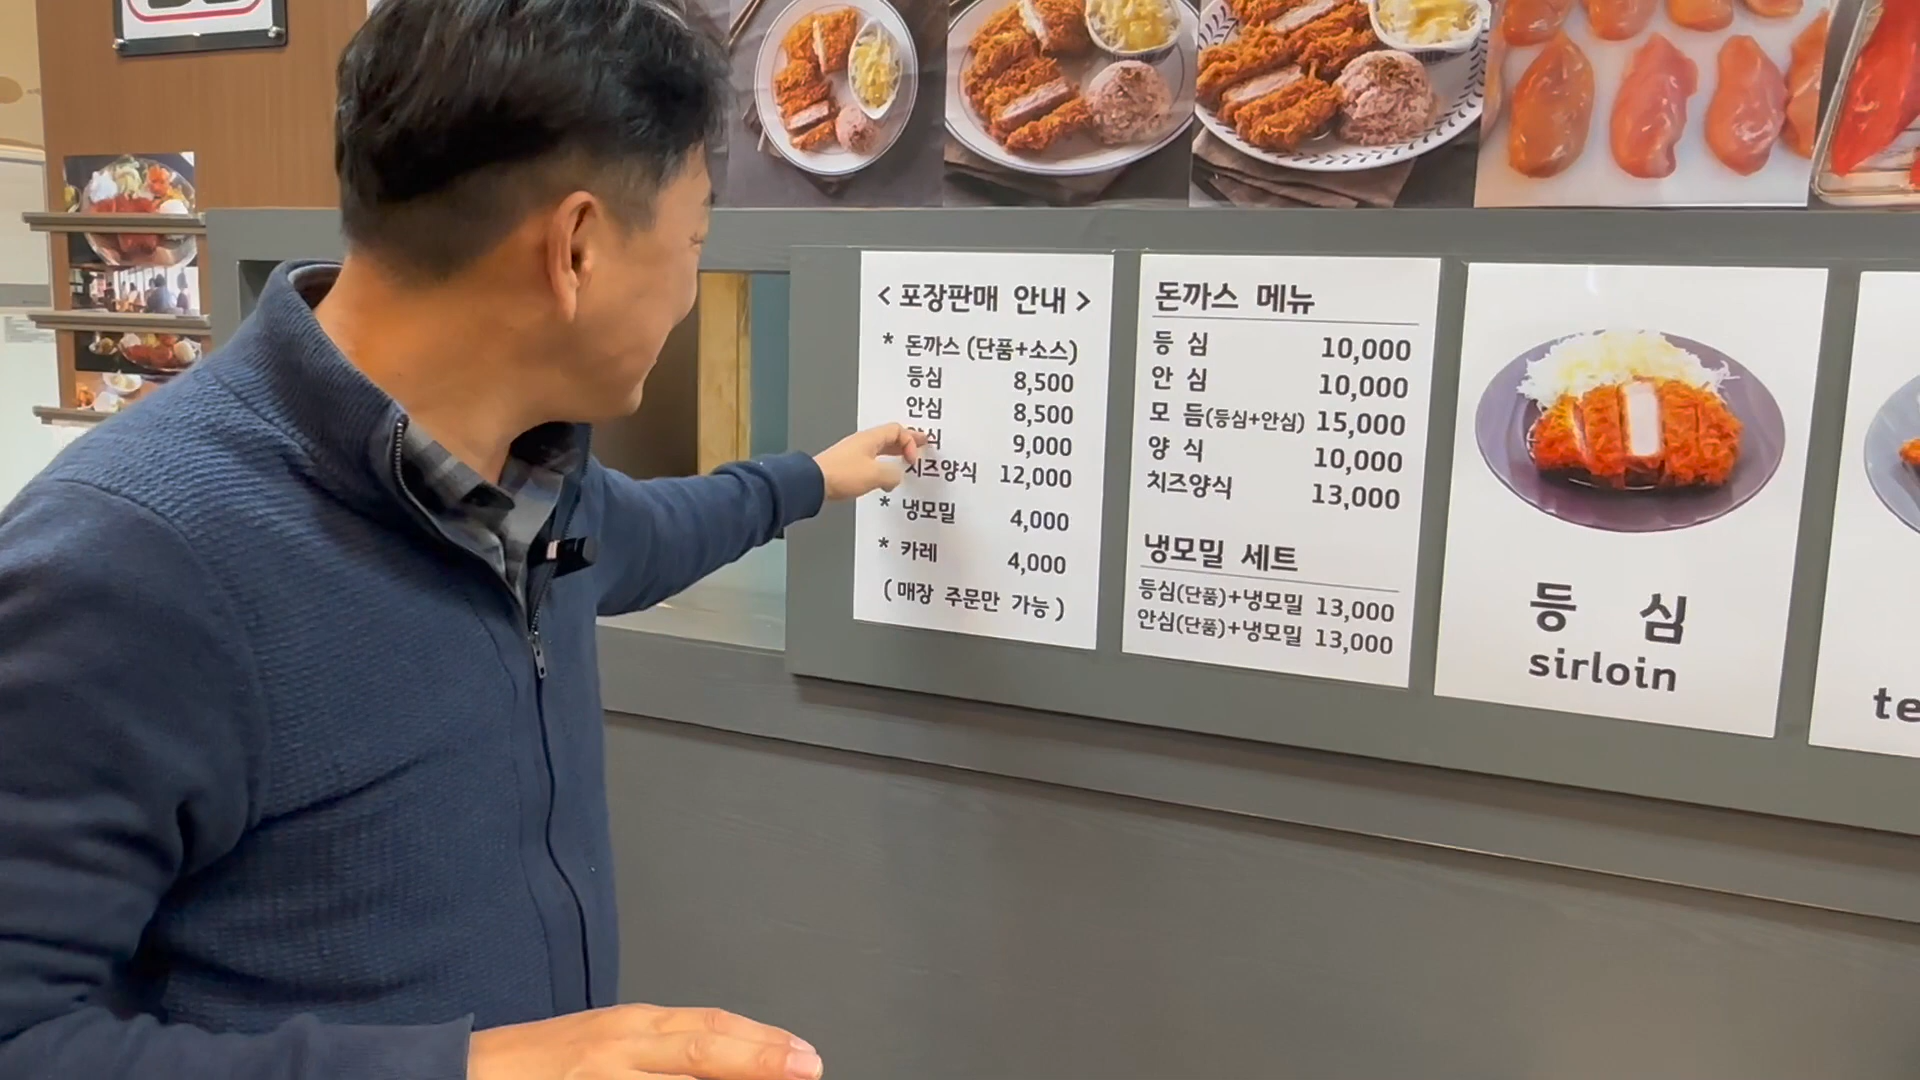 < 포장판매 안내 >
* 돈까스 (단품+소스)
등심 8,500
안심 8,500
양식 9,000
치즈양식 12,000
* 냉모밀 4,000
* 카레 4,000
( 매장 주문만 가능 )
돈까스 메뉴
등 심 10,000
안 심 10,000
모 듬(등심+안심) 15,000
양 식 10,000
치즈양식 13,000
냉모밀 세트
등심(단품)+냉모밀 13,000
안심(단품)+냉모밀 13,000
등 심
sirloin
te